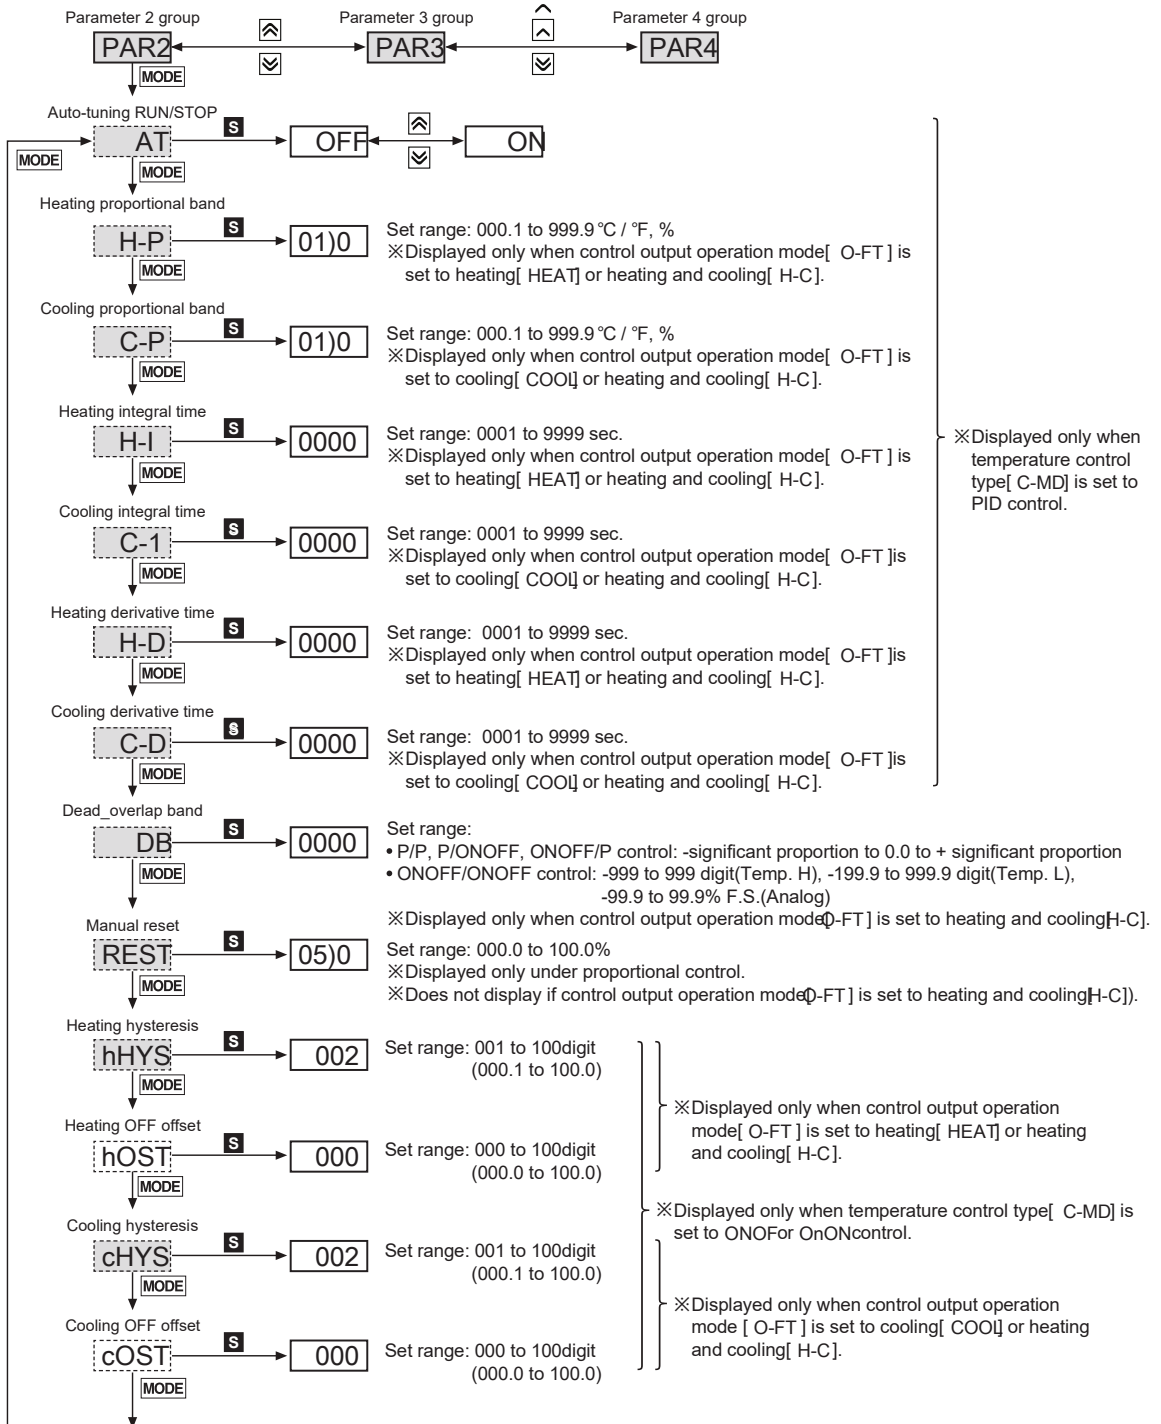 Parameter 2 group
Parameter 3 group
Parameter 4 group
PAR2
PAR3
PAR4
MODE
Auto-tuning RUN/STOP
AT
S
OFF
ON
MODE
MODE
Heating proportional band
H-P
S
01)0
Set range: 000.1 to 999.9°C / °F, %
※Displayed only when control output operation mode[ O-FT ] is
set to heating[ HEAT] or heating and cooling[ H-C].
MODE
Cooling proportional band
C-P
S
01)0
Set range: 000.1 to 999.9°C / °F, %
※Displayed only when control output operation mode[ O-FT ] is
set to cooling[ COOL] or heating and cooling[ H-C].
MODE
Heating integral time
H-I
S
0000
Set range: 0001 to 9999 sec.
※Displayed only when control output operation mode[ O-FT ] is
set to heating[ HEAT] or heating and cooling[ H-C].
MODE
※Displayed only when
temperature control
type[ C-MD] is set to
PID control.
Cooling integral time
C-1
S
0000
Set range: 0001 to 9999 sec.
※Displayed only when control output operation mode[ O-FT ]is
set to cooling[ COOL] or heating and cooling[ H-C].
MODE
Heating derivative time
H-D
S
0000
Set range: 0001 to 9999 sec.
※Displayed only when control output operation mode[ O-FT ]is
set to heating[ HEAT] or heating and cooling[ H-C].
MODE
Cooling derivative time
C-D
S
0000
Set range: 0001 to 9999 sec.
※Displayed only when control output operation mode[ O-FT ]is
set to cooling[ COOL] or heating and cooling[ H-C].
MODE
Dead_overlap band
DB
S
0000
Set range:
• P/P, P/ONOFF, ONOFF/P control: -significant proportion to 0.0 to + significant proportion
• ONOFF/ONOFF control: -999 to 999 digit(Temp. H), -199.9 to 999.9 digit(Temp. L),
-99.9 to 99.9% F.S.(Analog)
※Displayed only when control output operation mode[O-FT ] is set to heating and cooling[H-C].
MODE
Manual reset
REST
S
05)0
Set range: 000.0 to 100.0%
※Displayed only under proportional control.
※Does not display if control output operation mode[O-FT ] is set to heating and cooling[H-C]).
MODE
Heating hysteresis
hHYS
S
002
Set range: 001 to 100digit
(000.1 to 100.0)
MODE
※Displayed only when control output operation
mode[ O-FT ] is set to heating[ HEAT] or heating
and cooling[ H-C].
Heating OFF offset
hOST
S
000
Set range: 000 to 100digit
(000.0 to 100.0)
MODE
※Displayed only when temperature control type[ C-MD] is
set to ONOFor OnONcontrol.
Cooling hysteresis
cHYS
S
002
Set range: 001 to 100digit
(000.1 to 100.0)
MODE
※Displayed only when control output operation
mode [ O-FT ] is set to cooling[ COOL] or heating
and cooling[ H-C].
Cooling OFF offset
cOST
S
000
Set range: 000 to 100digit
(000.0 to 100.0)
MODE